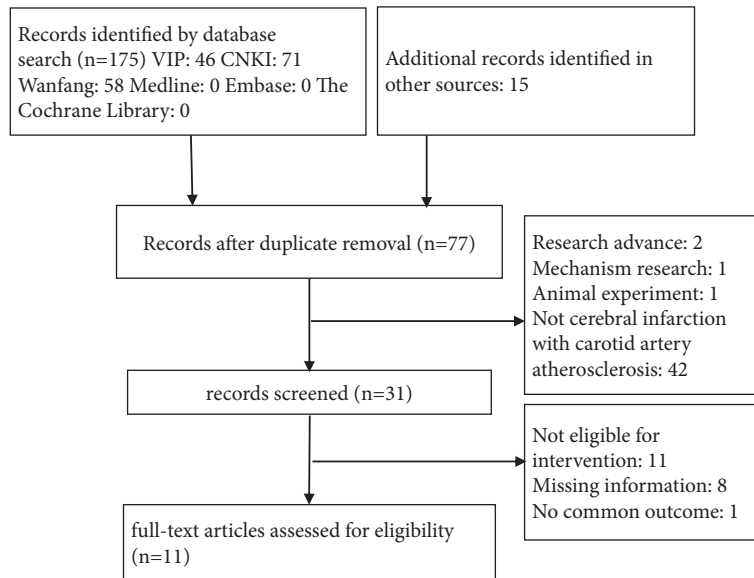 Records identified by database
search (n=175) VIP: 46 CNKI: 71
Wanfang: 58 Medline: 0 Embase: 0 The
Cochrane Library: 0
Additional records identified in
other sources: 15
Records after duplicate removal (n=77)
Research advance: 2
Mechanism research: 1
Animal experiment: 1
Not cerebral infarction
with carotid artery
atherosclerosis: 42
records screened (n=31)
Not eligible for
intervention: 11
Missing information: 8
No common outcome: 1
full-text articles assessed for eligibility
(n=11)